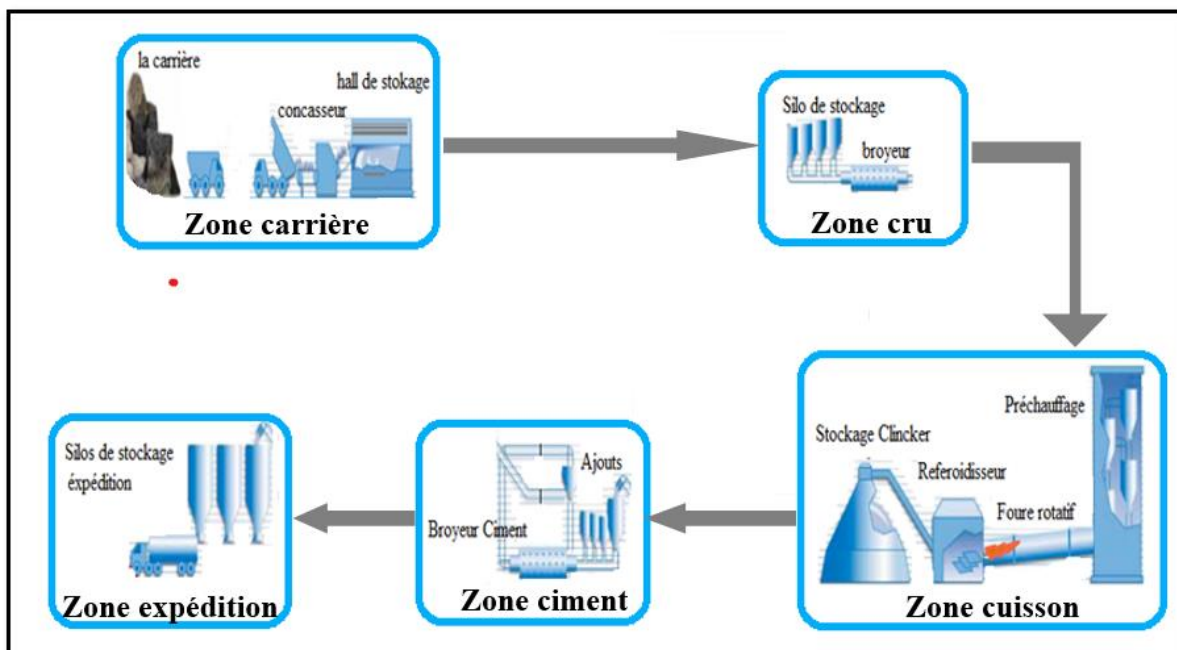 la carrière
hall de stokage
concasseur
Zone carrière
Silo de stockage
broyeur
Zone cru
Préchauffage
Stockage Clincker
Referoidisseur
Foure rotatif
Zone cuisson
Ajouts
Broyeur Ciment
Zone ciment
Silos de stockage
éxpédition
Zone expédition